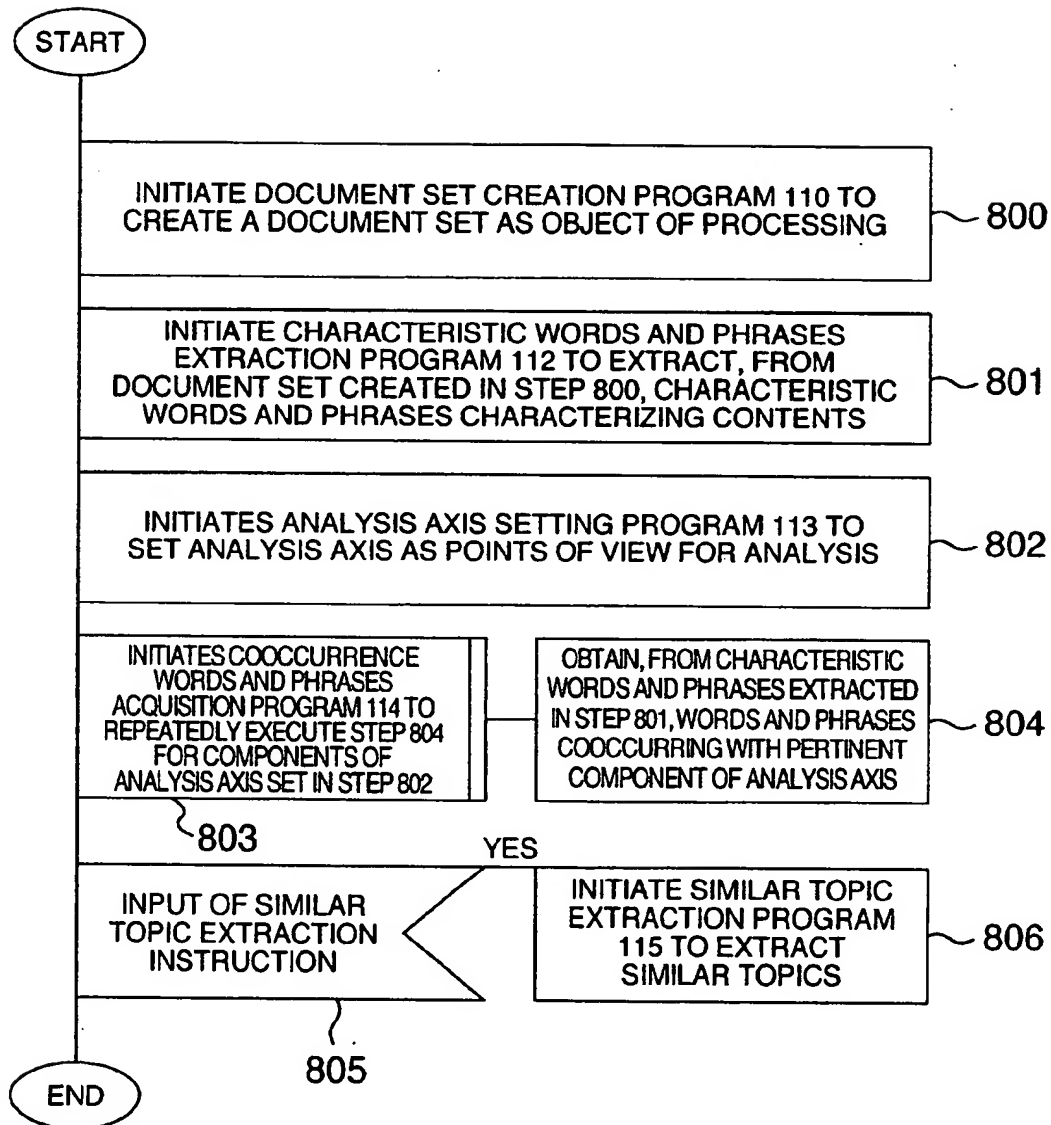 START
INITIATE DOCUMENT SET CREATION PROGRAM 110 TO
CREATE A DOCUMENT SET AS OBJECT OF PROCESSING
800
INITIATE CHARACTERISTIC WORDS AND PHRASES
EXTRACTION PROGRAM 112 TO EXTRACT, FROM
DOCUMENT SET CREATED IN STEP 800, CHARACTERISTIC
WORDS AND PHRASES CHARACTERIZING CONTENTS
801
INITIATES ANALYSIS AXIS SETTING PROGRAM 113 TO
SET ANALYSIS AXIS AS POINTS OF VIEW FOR ANALYSIS
802
INITIATES COOCCURRENCE
WORDS AND PHRASES
ACQUISITION PROGRAM 114 TO
REPEATEDLY EXECUTE STEP 804
FOR COMPONENTS OF
ANALYSIS AXIS SET IN STEP 802
803
OBTAIN, FROM CHARACTERISTIC
WORDS AND PHRASES EXTRACTED
IN STEP 801, WORDS AND PHRASES
COOCCURRING WITH PERTINENT
COMPONENT OF ANALYSIS AXIS
804
INPUT OF SIMILAR
TOPIC EXTRACTION
INSTRUCTION
805
YES
INITIATE SIMILAR TOPIC
EXTRACTION PROGRAM
115 TO EXTRACT
SIMILAR TOPICS
806
END